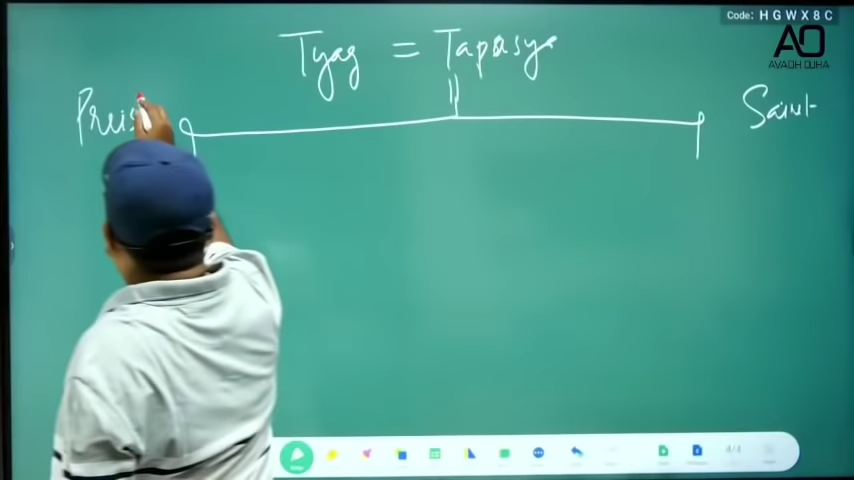 Code: HGWX8C
AO
AVADH OJHA
Tyag = Tapasya
Saint
4/4